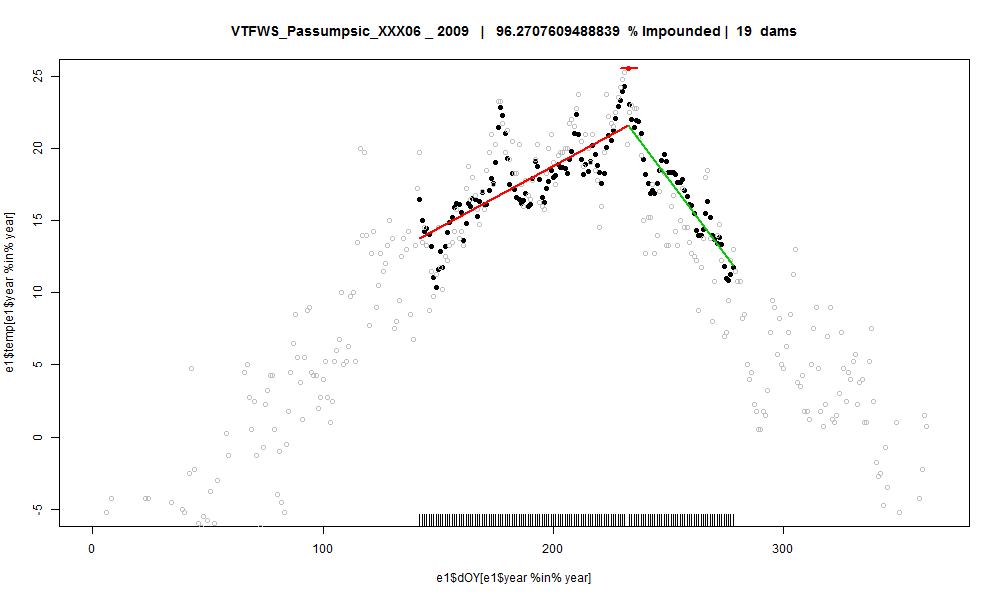 VTFWS_Passumpsic_XXX06 _ 2009 | 96.2707609488839 % Impounded | 19 dams
25
20
15
10
5
0
-5
e1$temp[e1$year %in% year]
0 100 200 300
e1$dOY[e1$year %in% year]